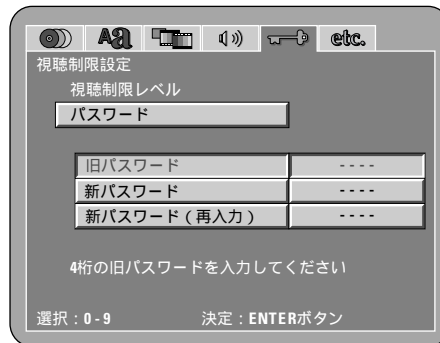 Aあ etc.
視聴制限設定
視聴制限レベル
パスワード
旧パスワード ----
新パスワード ----
新パスワード(再入力) ----
4桁の旧パスワードを入力してください
選択:0-9 決定:ENTERボタン